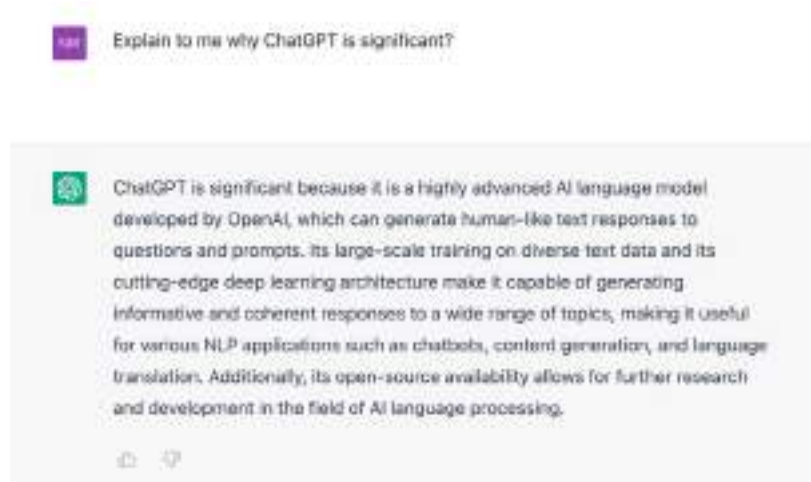 Explain to me why ChatGPT is significant?
ChatGPT is significant because it is a highly advanced AI language model
developed by OpenAI, which can generate human-like text responses to
questions and prompts. Its large-scale training on diverse text data and its
cutting-edge deep learning architecture make it capable of generating
informative and coherent responses to a wide range of topics, making it useful
for various NLP applications such as chatbots, content generation, and language
translation. Additionally, its open-source availability allows for further research
and development in the field of AI language processing.